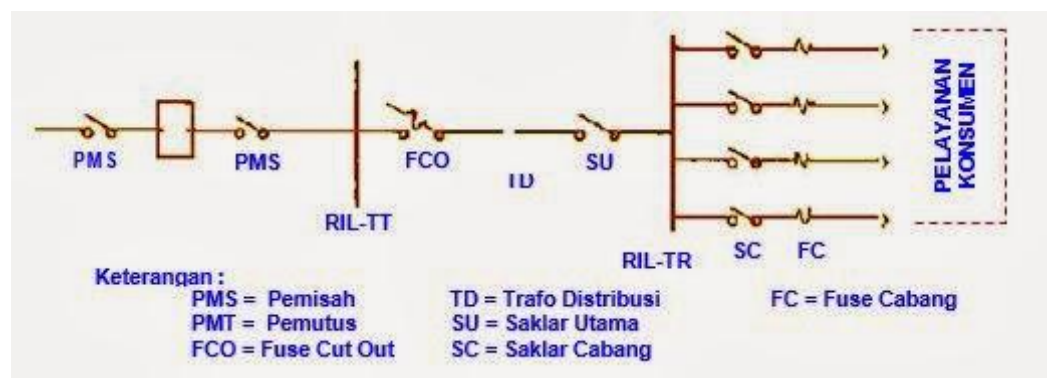 PMS
PMS
RIL-TT
FCO
TD
SU
RIL-TR
SC
FC
PELAYANAN
KONSUMEN
Keterangan :
PMS = Pemisah
TD = Trafo Distribusi
FC = Fuse Cabang
PMT = Pemutus
SU = Saklar Utama
FCO = Fuse Cut Out
SC = Saklar Cabang